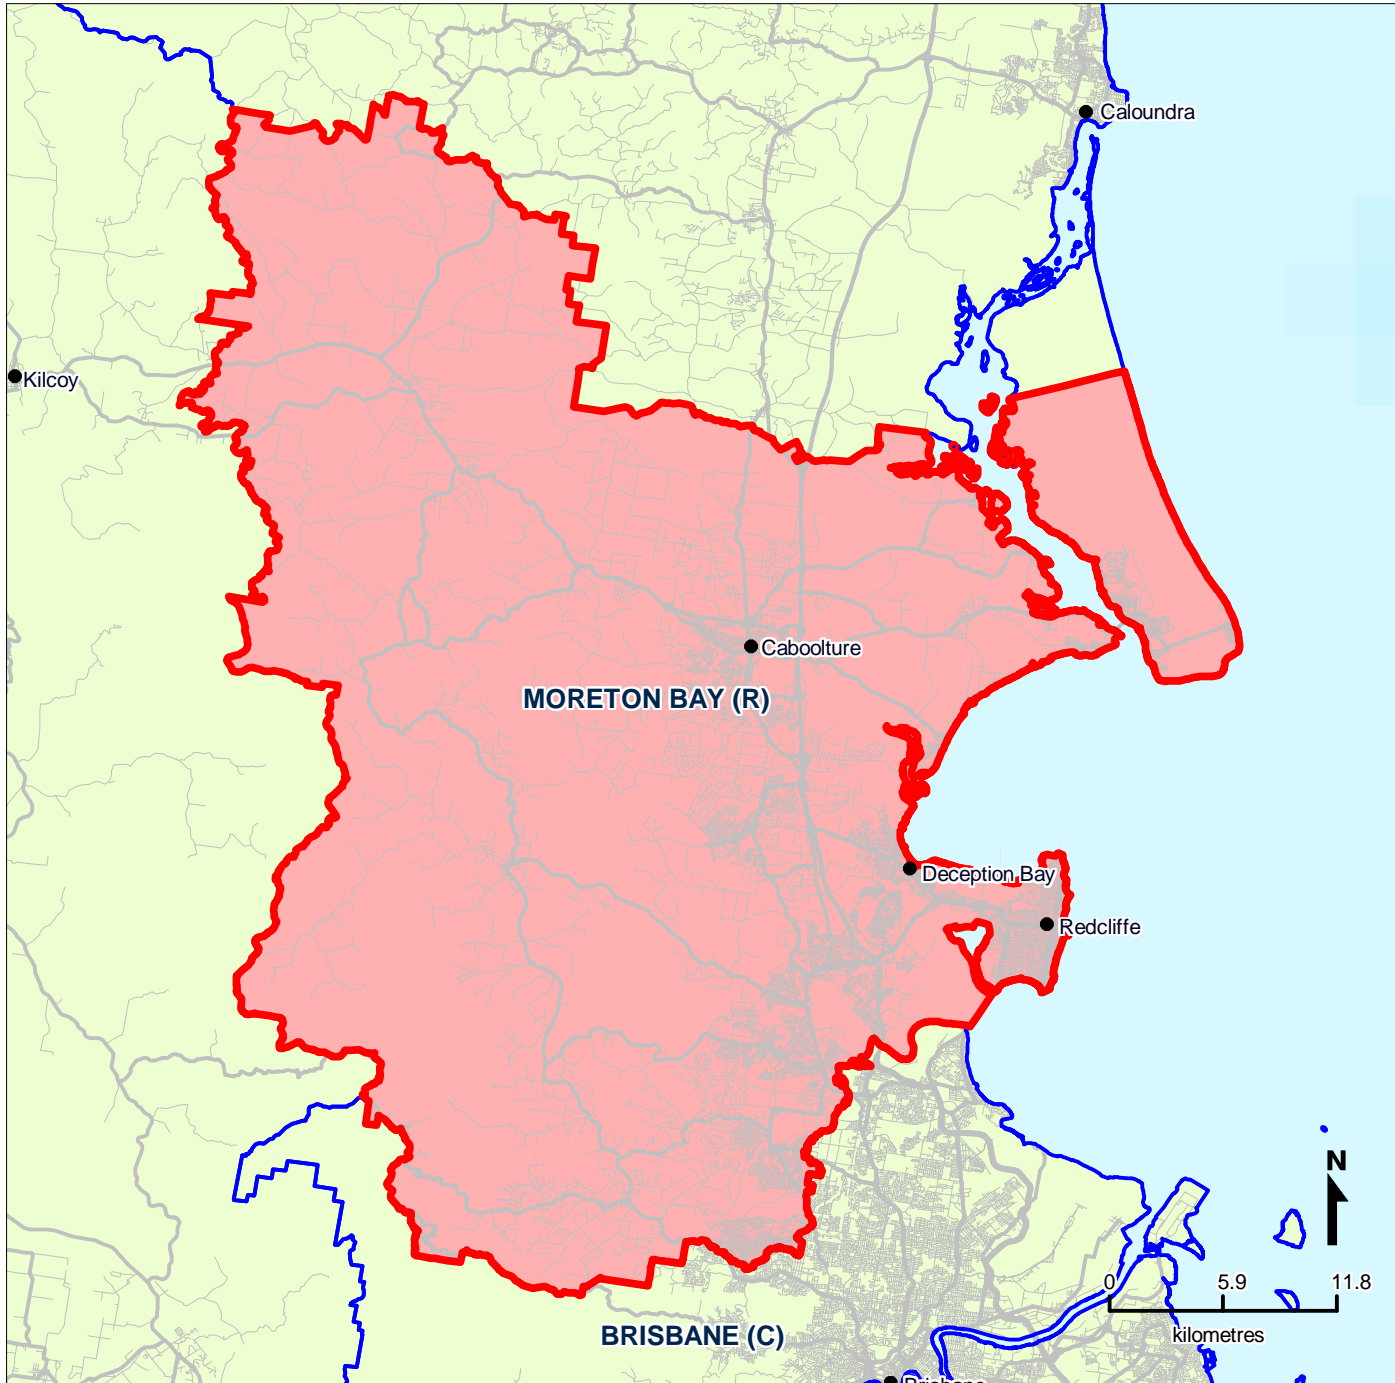 Caloundra
Kilcoy
Caboolture
MORETON BAY (R)
Deception Bay
Redcliffe
N
0 5.9 11.8
kilometres
BRISBANE (C)